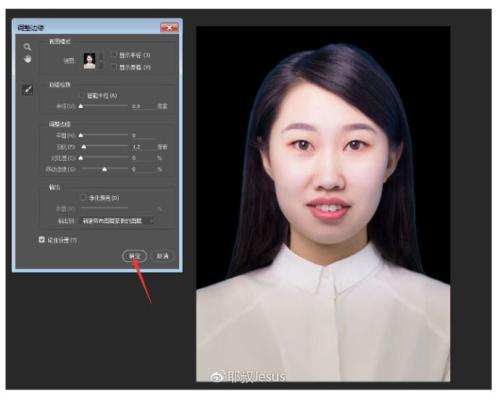 调整边缘
视图模式
视图:
显示半径 (J)
显示原稿 (P)
边缘检测
智能半径 (A)
半径(U): 0.0 像素
调整边缘
平滑(H): 0
羽化(F): 1.2 像素
对比度(C): 0 %
移动边缘(S): 0 %
输出
净化颜色 (D)
数量(M): %
输出到: 新建带有图层蒙版的图层
记住设置 (T)
确定
取消
耶叔Jesus